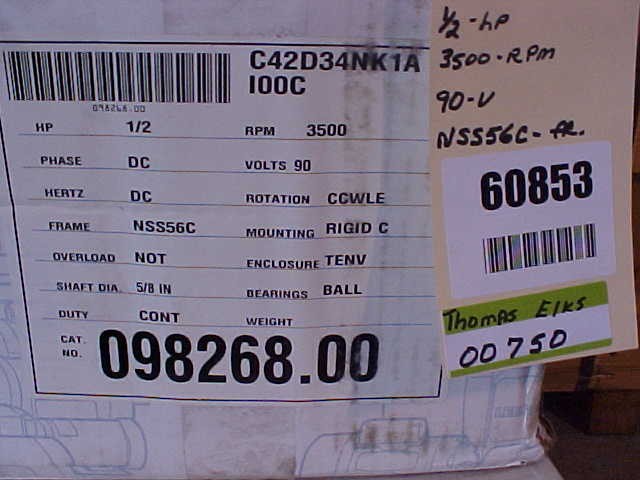 C42D34NK1A
I00C
098268.00
HP 1/2 RPM 3500
PHASE DC VOLTS 90
HERTZ DC ROTATION CCWLE
FRAME NSS56C MOUNTING RIGID C
OVERLOAD NOT ENCLOSURE TENV
SHAFT DIA. 5/8 IN BEARINGS BALL
DUTY CONT WEIGHT
CAT. NO. 098268.00
1/2-hp
3500-RPM
90-V
NSS56C-FR.
60853
Thomas Elks
00750